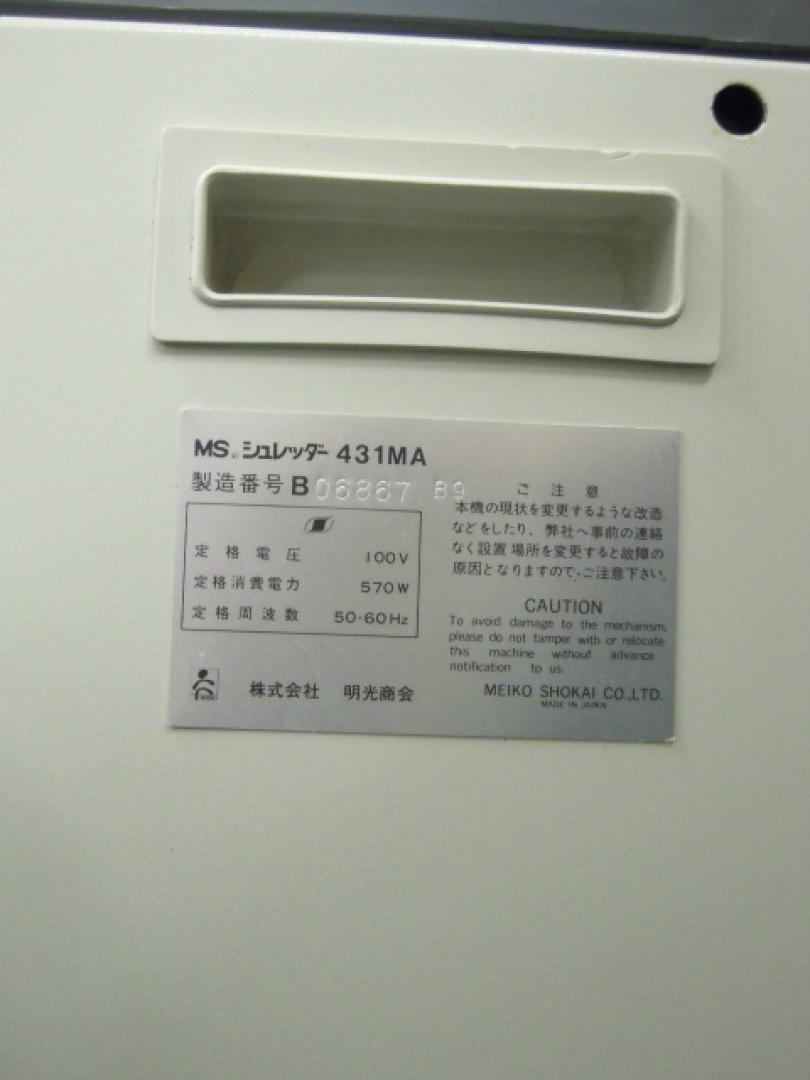 MS.シュレッダー 431MA
製造番号 B 06867 B9
定格電圧 100V
定格消費電力 570W
定格周波数 50-60Hz
株式会社 明光商会
ご注意
本機の現状を変更するような改造
などをしたり、弊社へ事前の連絡
なく設置場所を変更すると故障の
原因となりますので、ご注意下さい。
CAUTION
To avoid damage to the mechanism,
please do not tamper with or relocate
this machine without advance
notification to us.
MEIKO SHOKAI CO.,LTD.
MADE IN JAPAN